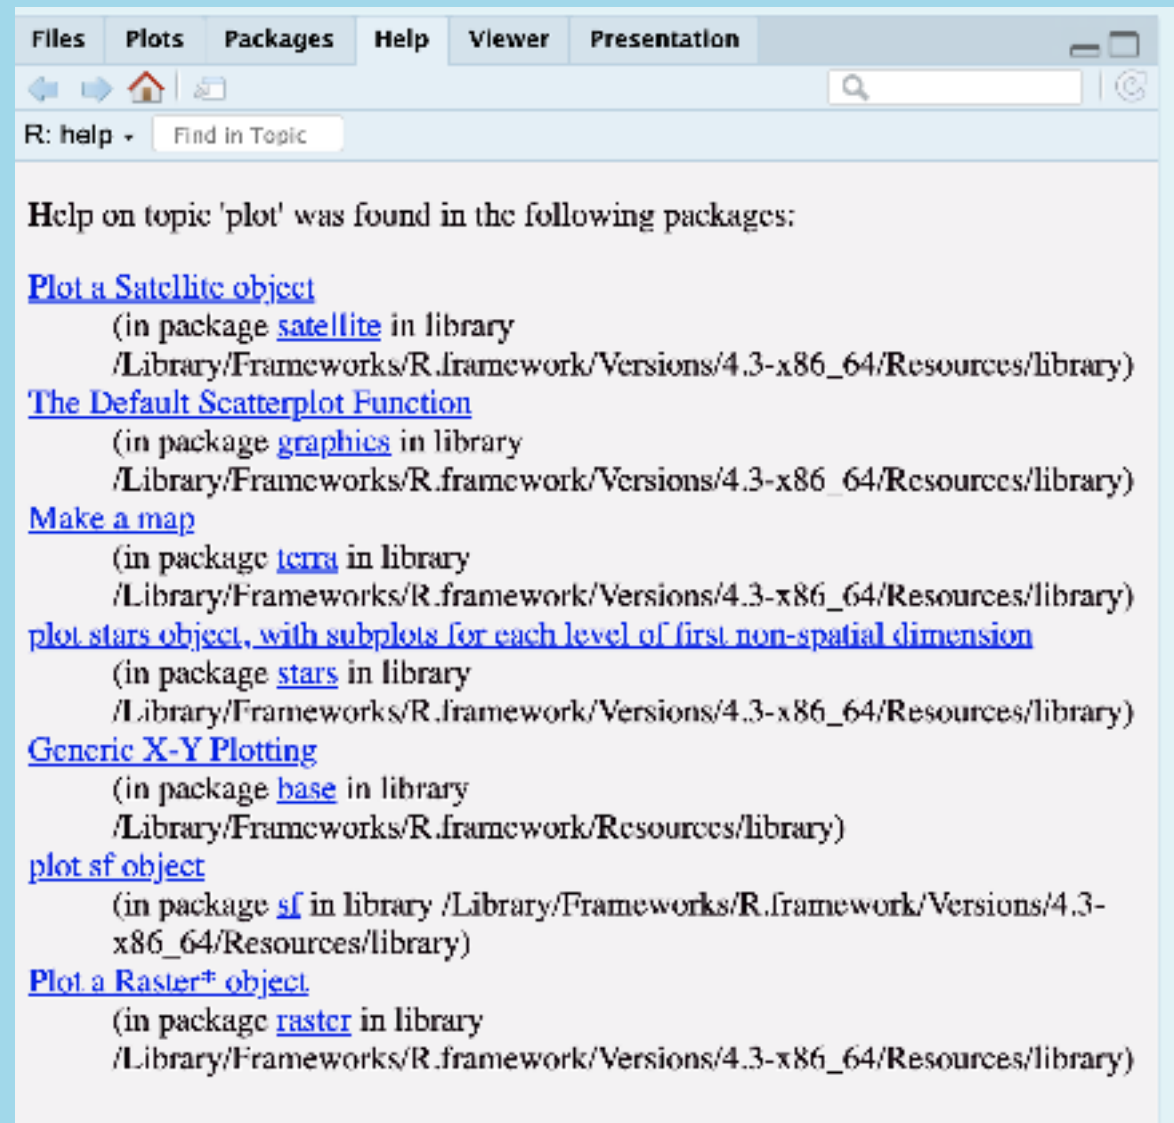 Files Plots Packages Help Viewer Presentation
R: help Find in Topic
Help on topic 'plot' was found in the following packages:
Plot a Satellite object
(in package satellite in library
/Library/Frameworks/R.framework/Versions/4.3-x86_64/Resources/library)
The Default Scatterplot Function
(in package graphics in library
/Library/Frameworks/R.framework/Versions/4.3-x86_64/Resources/library)
Make a map
(in package terra in library
/Library/Frameworks/R.framework/Versions/4.3-x86_64/Resources/library)
plot stars object, with subplots for each level of first non-spatial dimension
(in package stars in library
/Library/Frameworks/R.framework/Versions/4.3-x86_64/Resources/library)
Generic X-Y Plotting
(in package base in library
/Library/Frameworks/R.framework/Resources/library)
plot sf object
(in package sf in library /Library/Frameworks/R.framework/Versions/4.3-
x86_64/Resources/library)
Plot a Raster* object
(in package raster in library
/Library/Frameworks/R.framework/Versions/4.3-x86_64/Resources/library)